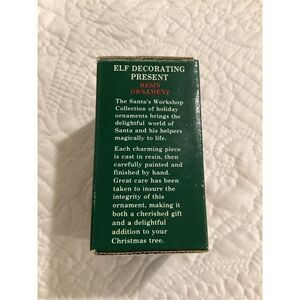 ELF DECORATING
PRESENT
RESIN
ORNAMENT
The Santa's Workshop
Collection of holiday
ornaments brings the
delightful world of
Santa and his helpers
magically to life.
Each charming piece
is cast in resin, then
carefully painted and
finished by hand.
Great care has been
taken to insure the
integrity of this
ornament, making it
both a cherished gift
and a delightful
addition to your
Christmas tree.